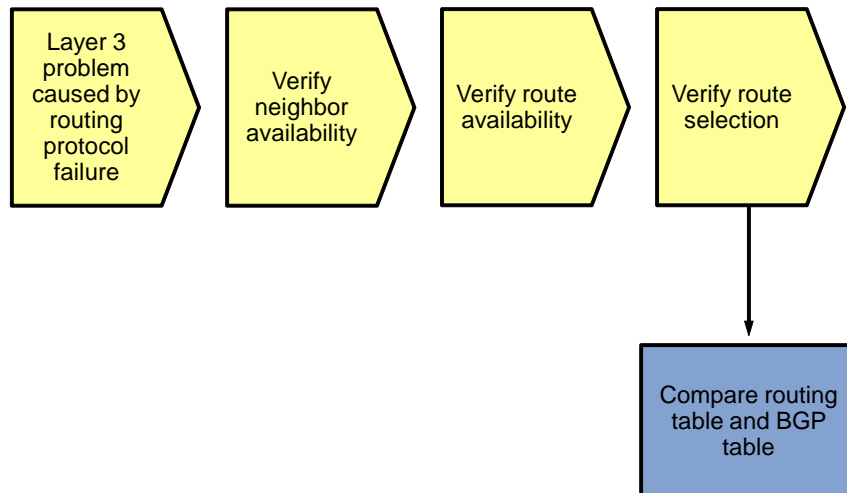 Layer 3
problem
caused by
routing
protocol
failure
Verify
neighbor
availability
Verify route
availability
Verify route
selection
Compare routing
table and BGP
table